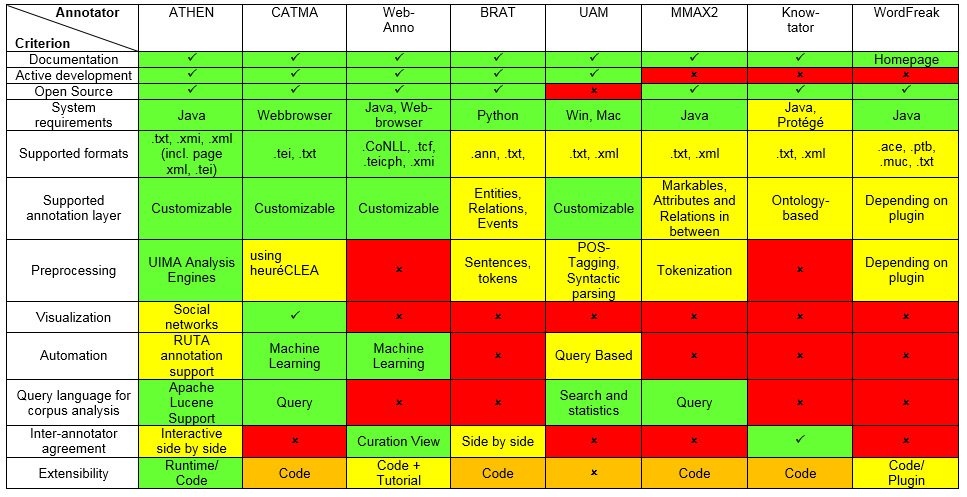 Annotator ATHEN CATMA Web-Anno BRAT UAM MMAX2 Know-tator WordFreak
Criterion
Documentation ✓ ✓ ✓ ✓ ✓ ✓ ✓ Homepage
Active development ✓ ✓ ✓ ✓ ✓ × × ×
Open Source ✓ ✓ ✓ ✓ × ✓ ✓ ✓
System requirements Java Webbrowser Java, Web-browser Python Win, Mac Java Java, Protégé Java
Supported formats .txt, .xmi, .xml (incl. page xml, .tei) .tei, .txt .CoNLL, .tcf, .teicph, .xmi .ann, .txt, .txt, .xml .txt, .xml .txt, .xml .ace, .ptb, .muc, .txt
Supported annotation layer Customizable Customizable Customizable Entities, Relations, Events Customizable Markables, Attributes and Relations in between Ontology-based Depending on plugin
Preprocessing UIMA Analysis Engines using heuréCLEA × Sentences, tokens POS-Tagging, Syntactic parsing Tokenization × Depending on plugin
Visualization Social networks ✓ × × × × × ×
Automation RUTA annotation support Machine Learning Machine Learning × Query Based × × ×
Query language for corpus analysis Apache Lucene Support Query × × Search and statistics Query × ×
Inter-annotator agreement Interactive side by side × Curation View Side by side × × ✓ ×
Extensibility Runtime/ Code Code Code + Tutorial Code × Code Code Code/ Plugin